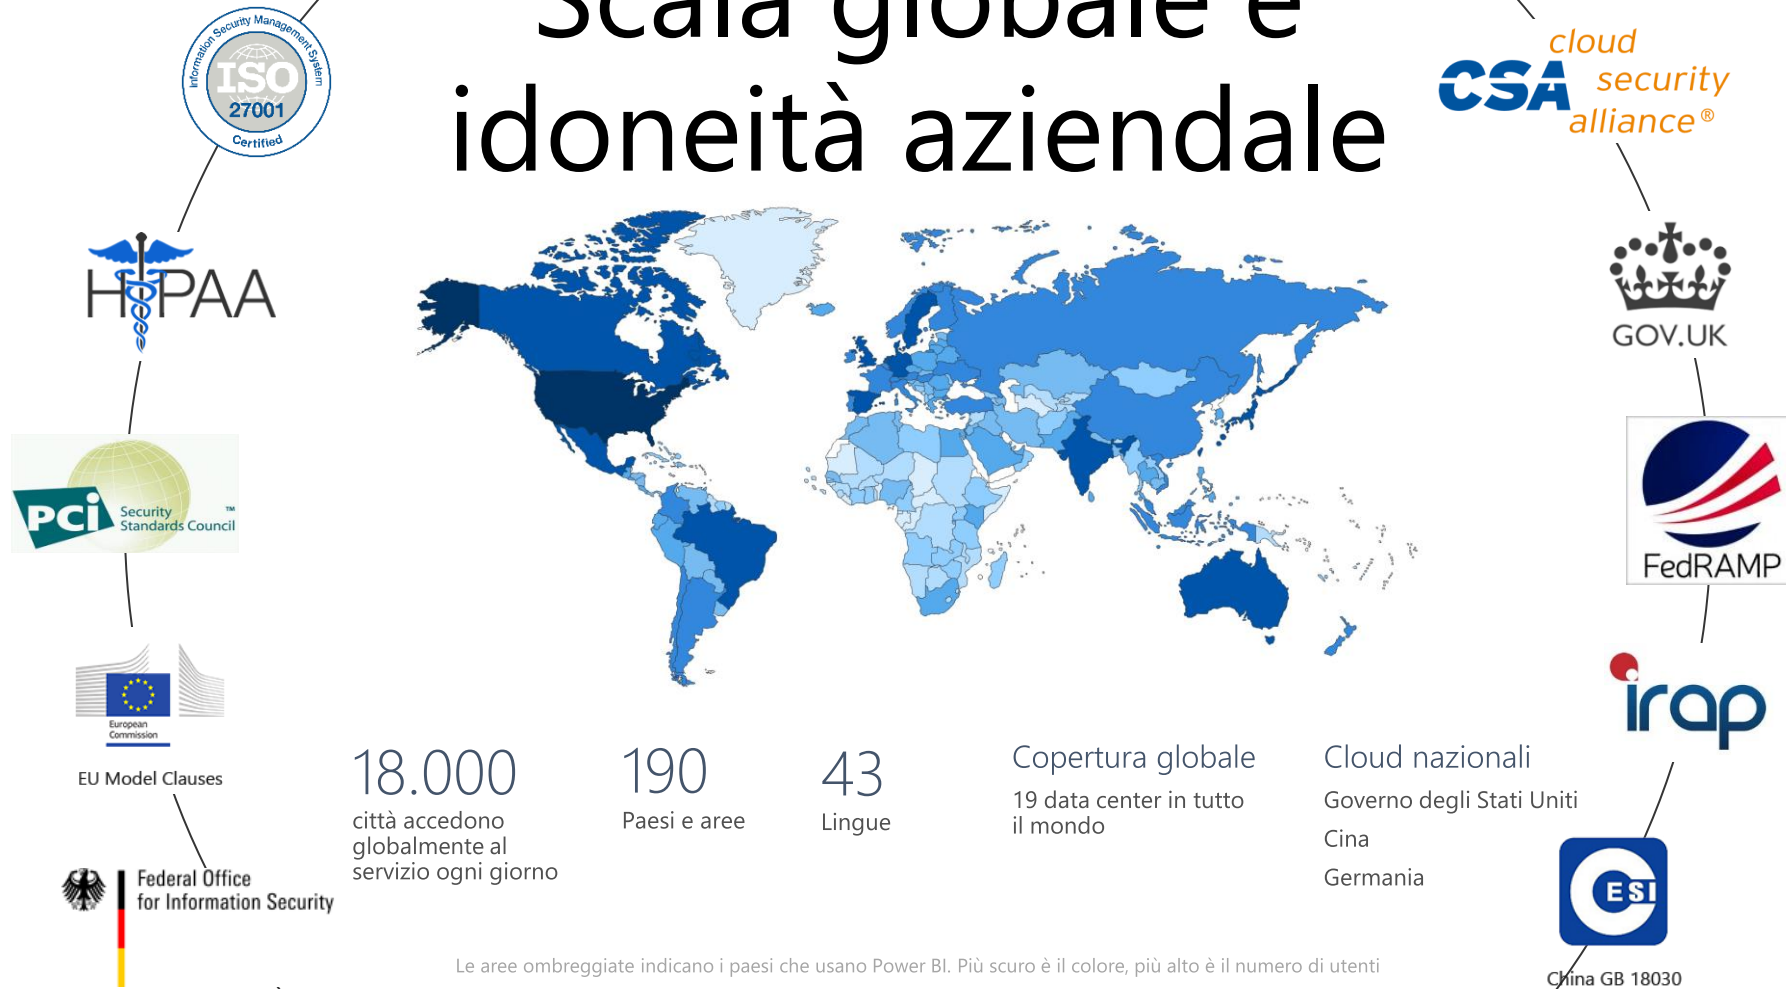 Scala globale e
idoneità aziendale
Information Security Management System
ISO
27001
Certified
HIPAA
PCi Security
Standards Council
TM
European
Commission
EU Model Clauses
Federal Office
for Information Security
cloud
CSA security
alliance®
GOV.UK
FedRAMP
irap
CESI
China GB 18030
18.000
città accedono
globalmente al
servizio ogni giorno
190
Paesi e aree
43
Lingue
Copertura globale
19 data center in tutto
il mondo
Cloud nazionali
Governo degli Stati Uniti
Cina
Germania
Le aree ombreggiate indicano i paesi che usano Power BI. Più scuro è il colore, più alto è il numero di utenti